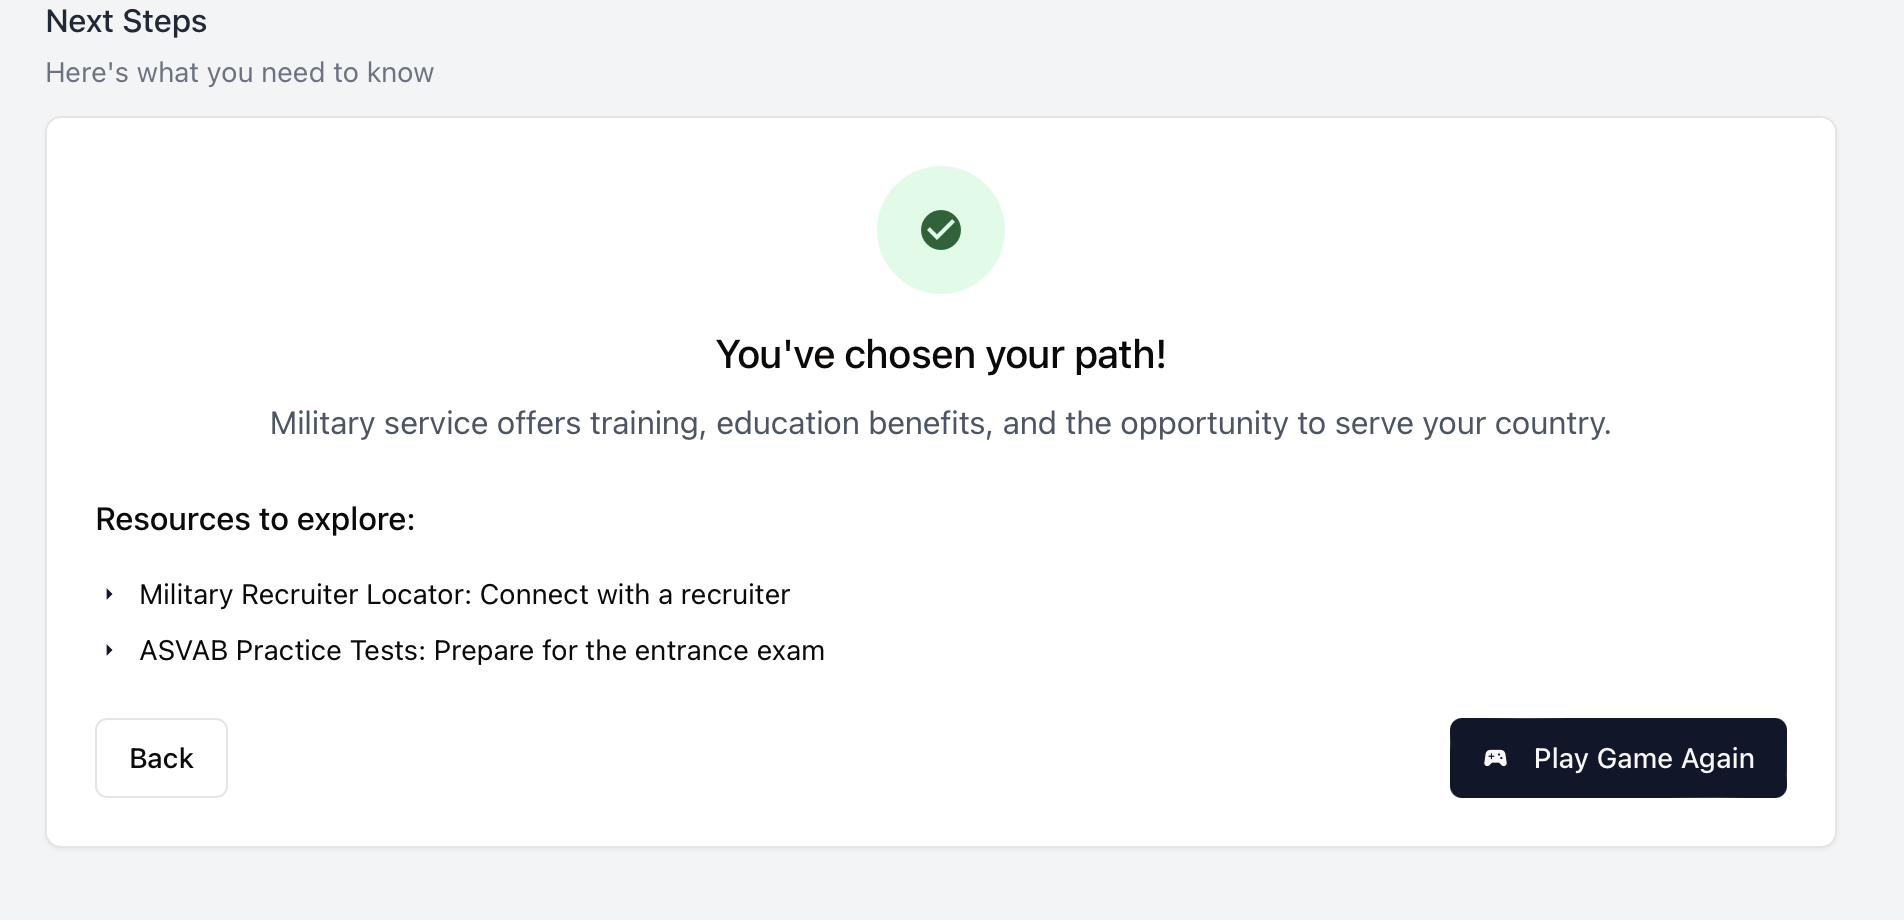 Next Steps
Here's what you need to know
You've chosen your path!
Military service offers training, education benefits, and the opportunity to serve your country.
Resources to explore:
Military Recruiter Locator: Connect with a recruiter
ASVAB Practice Tests: Prepare for the entrance exam
Back
Play Game Again